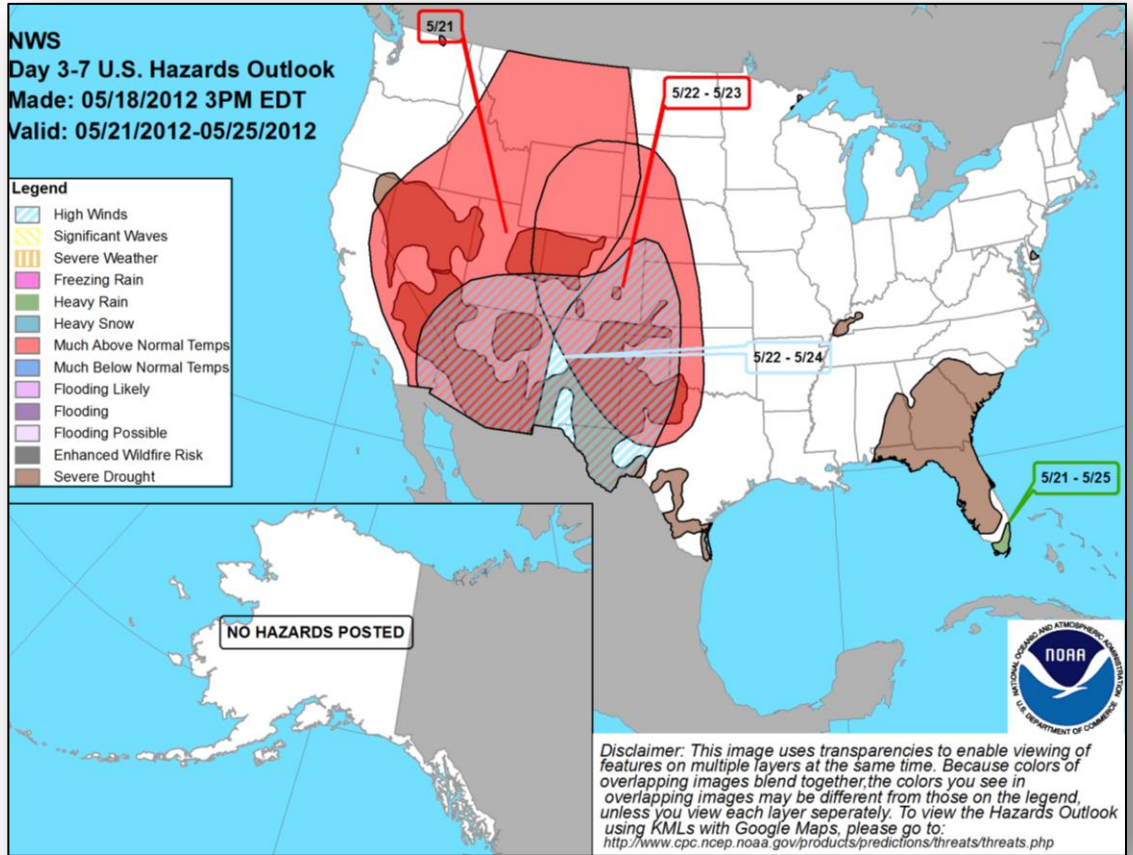 NWS
Day 3-7 U.S. Hazards Outlook
Made: 05/18/2012 3PM EDT
Valid: 05/21/2012-05/25/2012
5/21
5/22 - 5/23
Legend
High Winds
Significant Waves
Severe Weather
Freezing Rain
Heavy Rain
Heavy Snow
Much Above Normal Temps
Much Below Normal Temps
Flooding Likely
Flooding
Flooding Possible
Enhanced Wildfire Risk
Severe Drought
5/22 - 5/24
5/21 - 5/25
NO HAZARDS POSTED
NATIONAL OCEANIC AND ATMOSPHERIC ADMINISTRATION
NOAA
U.S. DEPARTMENT OF COMMERCE
Disclaimer: This image uses transparencies to enable viewing of
features on multiple layers at the same time. Because colors of
overlapping images blend together,the colors you see in
overlapping images may be different from those on the legend,
unless you view each layer seperately. To view the Hazards Outlook
using KMLs with Google Maps, please go to:
http://www.cpc.ncep.noaa.gov/products/predictions/threats/threats.php